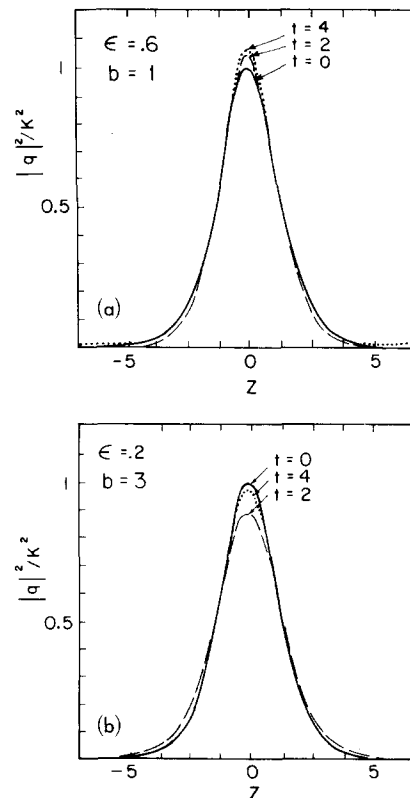 ϵ = .6
b = 1
t = 4
t = 2
t = 0
1
0.5
|q|²/K²
(a)
-5
0
5
Z
ϵ = .2
b = 3
t = 0
t = 4
t = 2
1
0.5
|q|²/K²
(b)
-5
0
5
Z